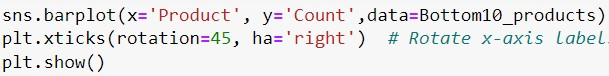 sns.barplot(x='Product', y='Count',data=Bottom10_products)
plt.xticks(rotation=45, ha='right')  # Rotate x-axis label
plt.show()